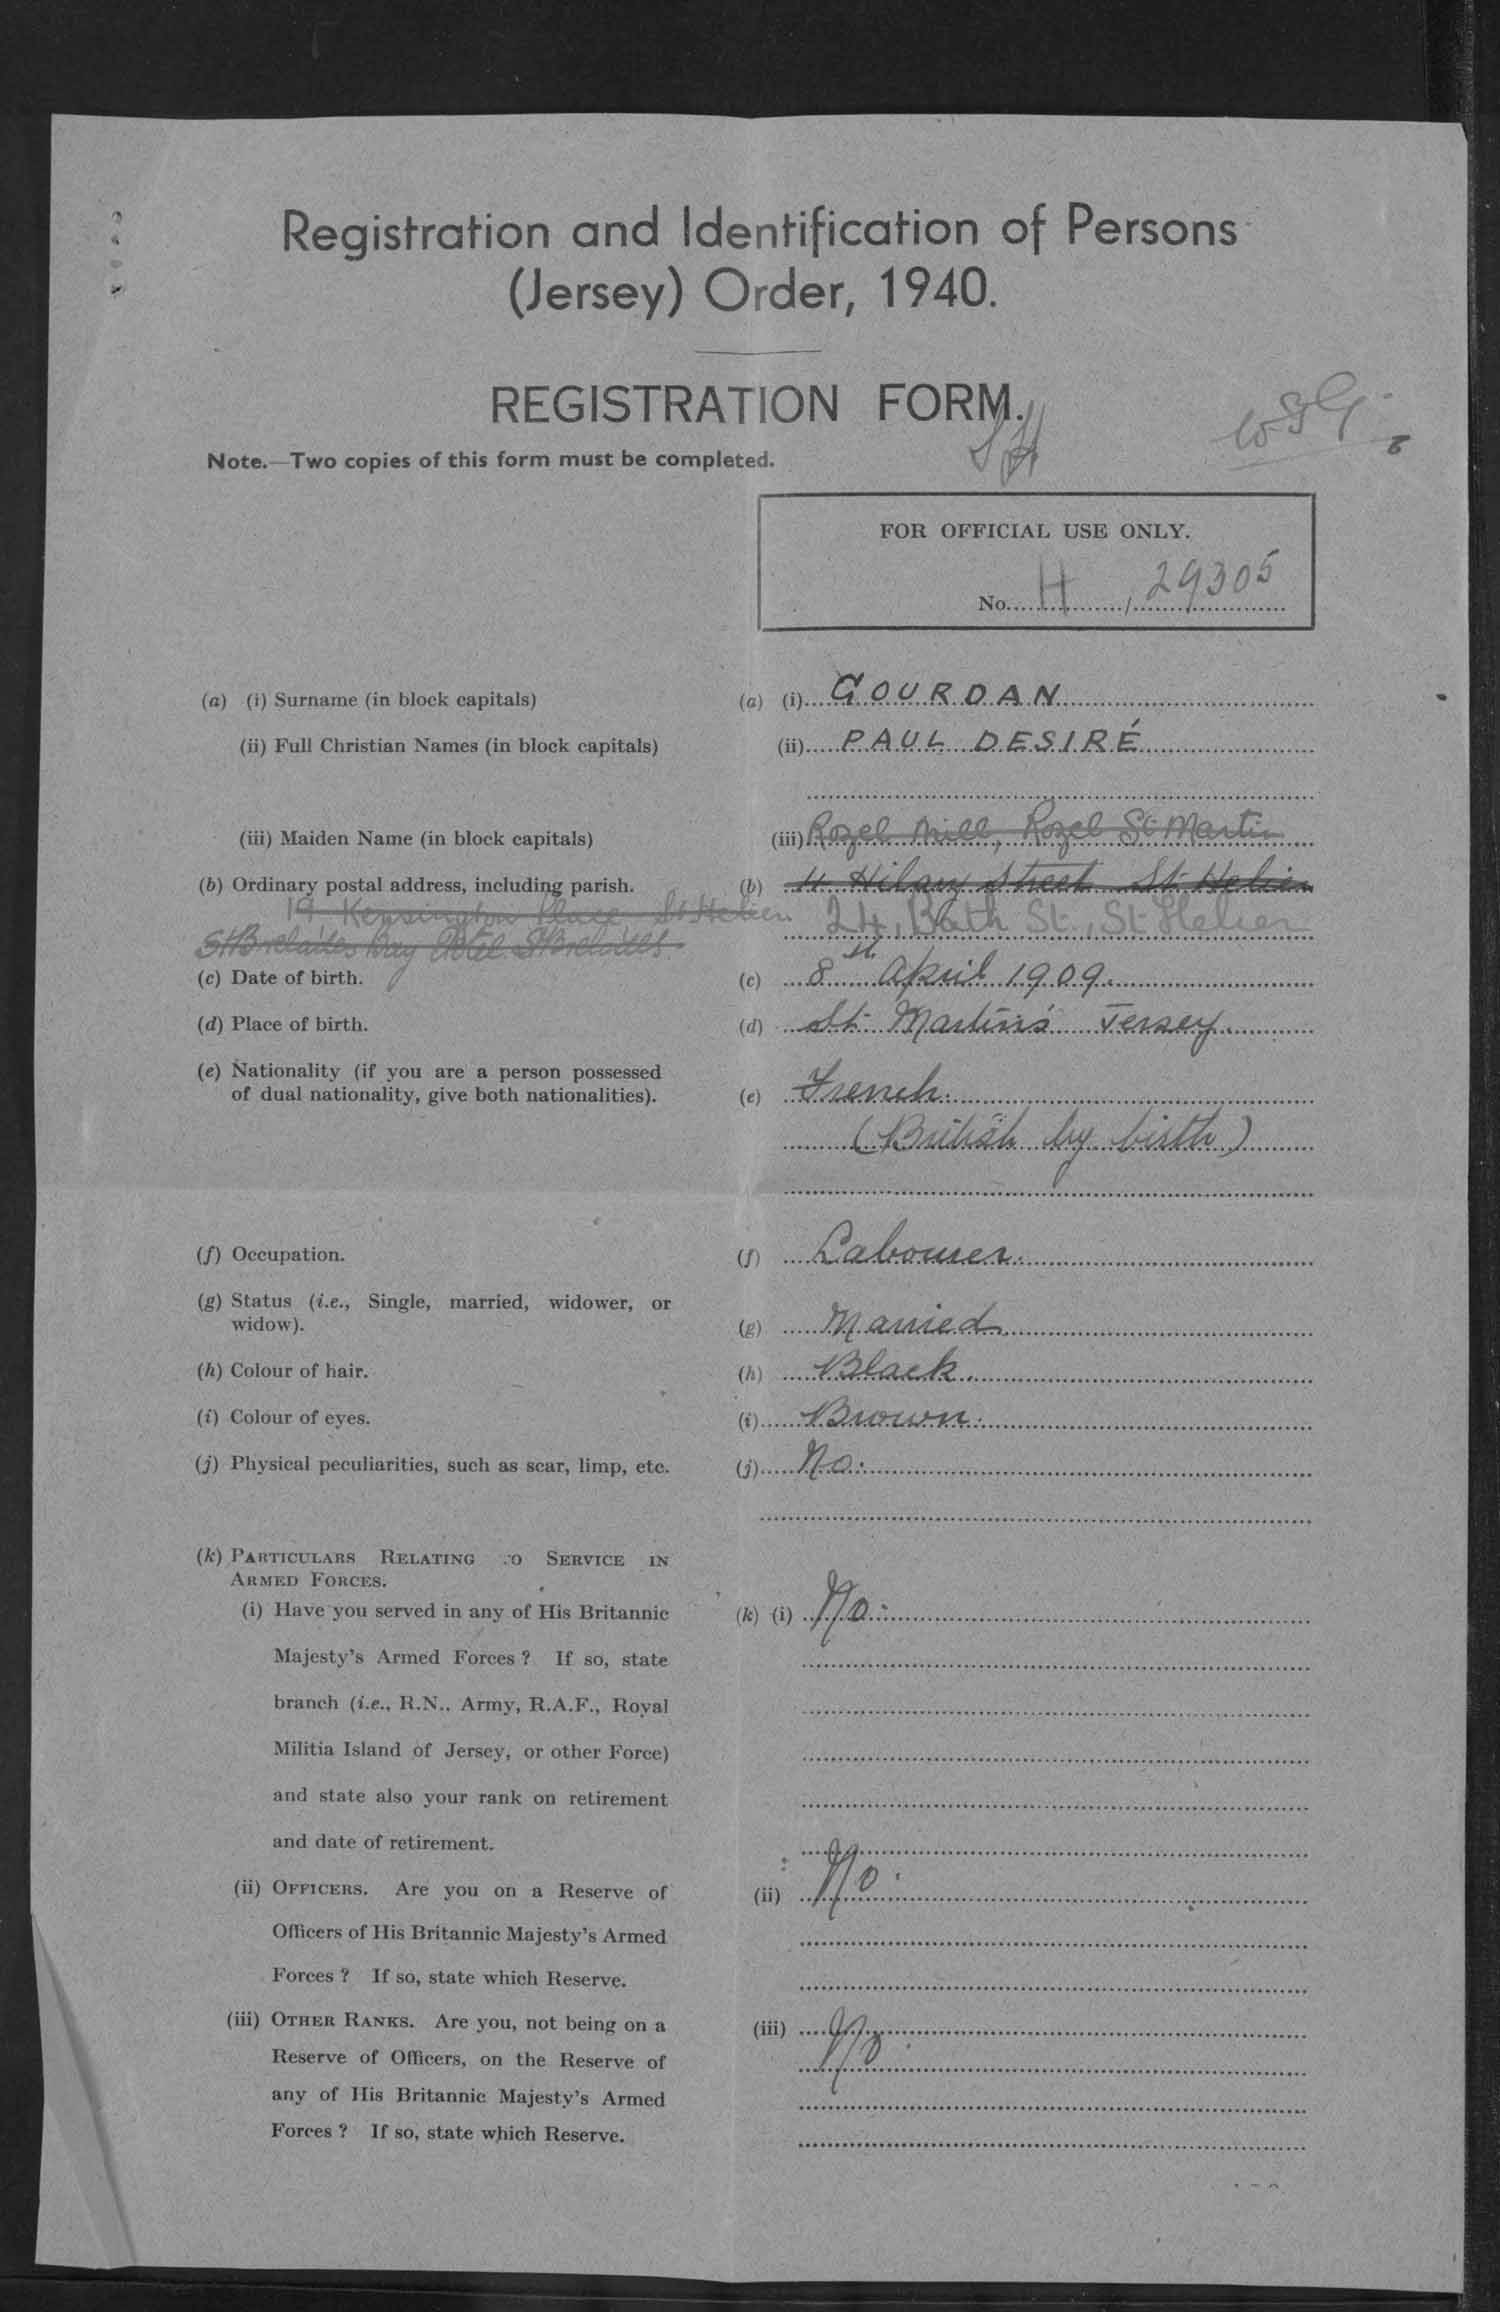 Registration and Identification of Persons
(Jersey) Order, 1940.
REGISTRATION FORM.
Note.—Two copies of this form must be completed.
FOR OFFICIAL USE ONLY.
No. H / 29305
(a) (i) Surname (in block capitals) (a) (i) GOURDAN
(ii) Full Christian Names (in block capitals) (ii) PAUL DESIRÉ
(iii) Maiden Name (in block capitals) (iii) Rozel Mill, Rozel St Martin
(b) Ordinary postal address, including parish. (b) 4 Hilary Street St. Helier
19 Kensington Place St Helier 24, Bath St., St Helier
St Brelades Bay Hotel St Brelades
(c) Date of birth. (c) 8th April 1909.
(d) Place of birth. (d) St. Martin's Jersey.
(e) Nationality (if you are a person possessed
of dual nationality, give both nationalities). (e) French.
(British by birth)
(f) Occupation. (f) Labourer.
(g) Status (i.e., Single, married, widower, or
widow). (g) Married
(h) Colour of hair. (h) Black.
(i) Colour of eyes. (i) Brown.
(j) Physical peculiarities, such as scar, limp, etc. (j) No.
(k) PARTICULARS RELATING TO SERVICE IN
ARMED FORCES.
(i) Have you served in any of His Britannic (k) (i) No.
Majesty's Armed Forces ? If so, state
branch (i.e., R.N., Army, R.A.F., Royal
Militia Island of Jersey, or other Force)
and state also your rank on retirement
and date of retirement.
(ii) OFFICERS. Are you on a Reserve of (ii) No.
Officers of His Britannic Majesty's Armed
Forces ? If so, state which Reserve.
(iii) OTHER RANKS. Are you, not being on a (iii) No.
Reserve of Officers, on the Reserve of
any of His Britannic Majesty's Armed
Forces ? If so, state which Reserve.